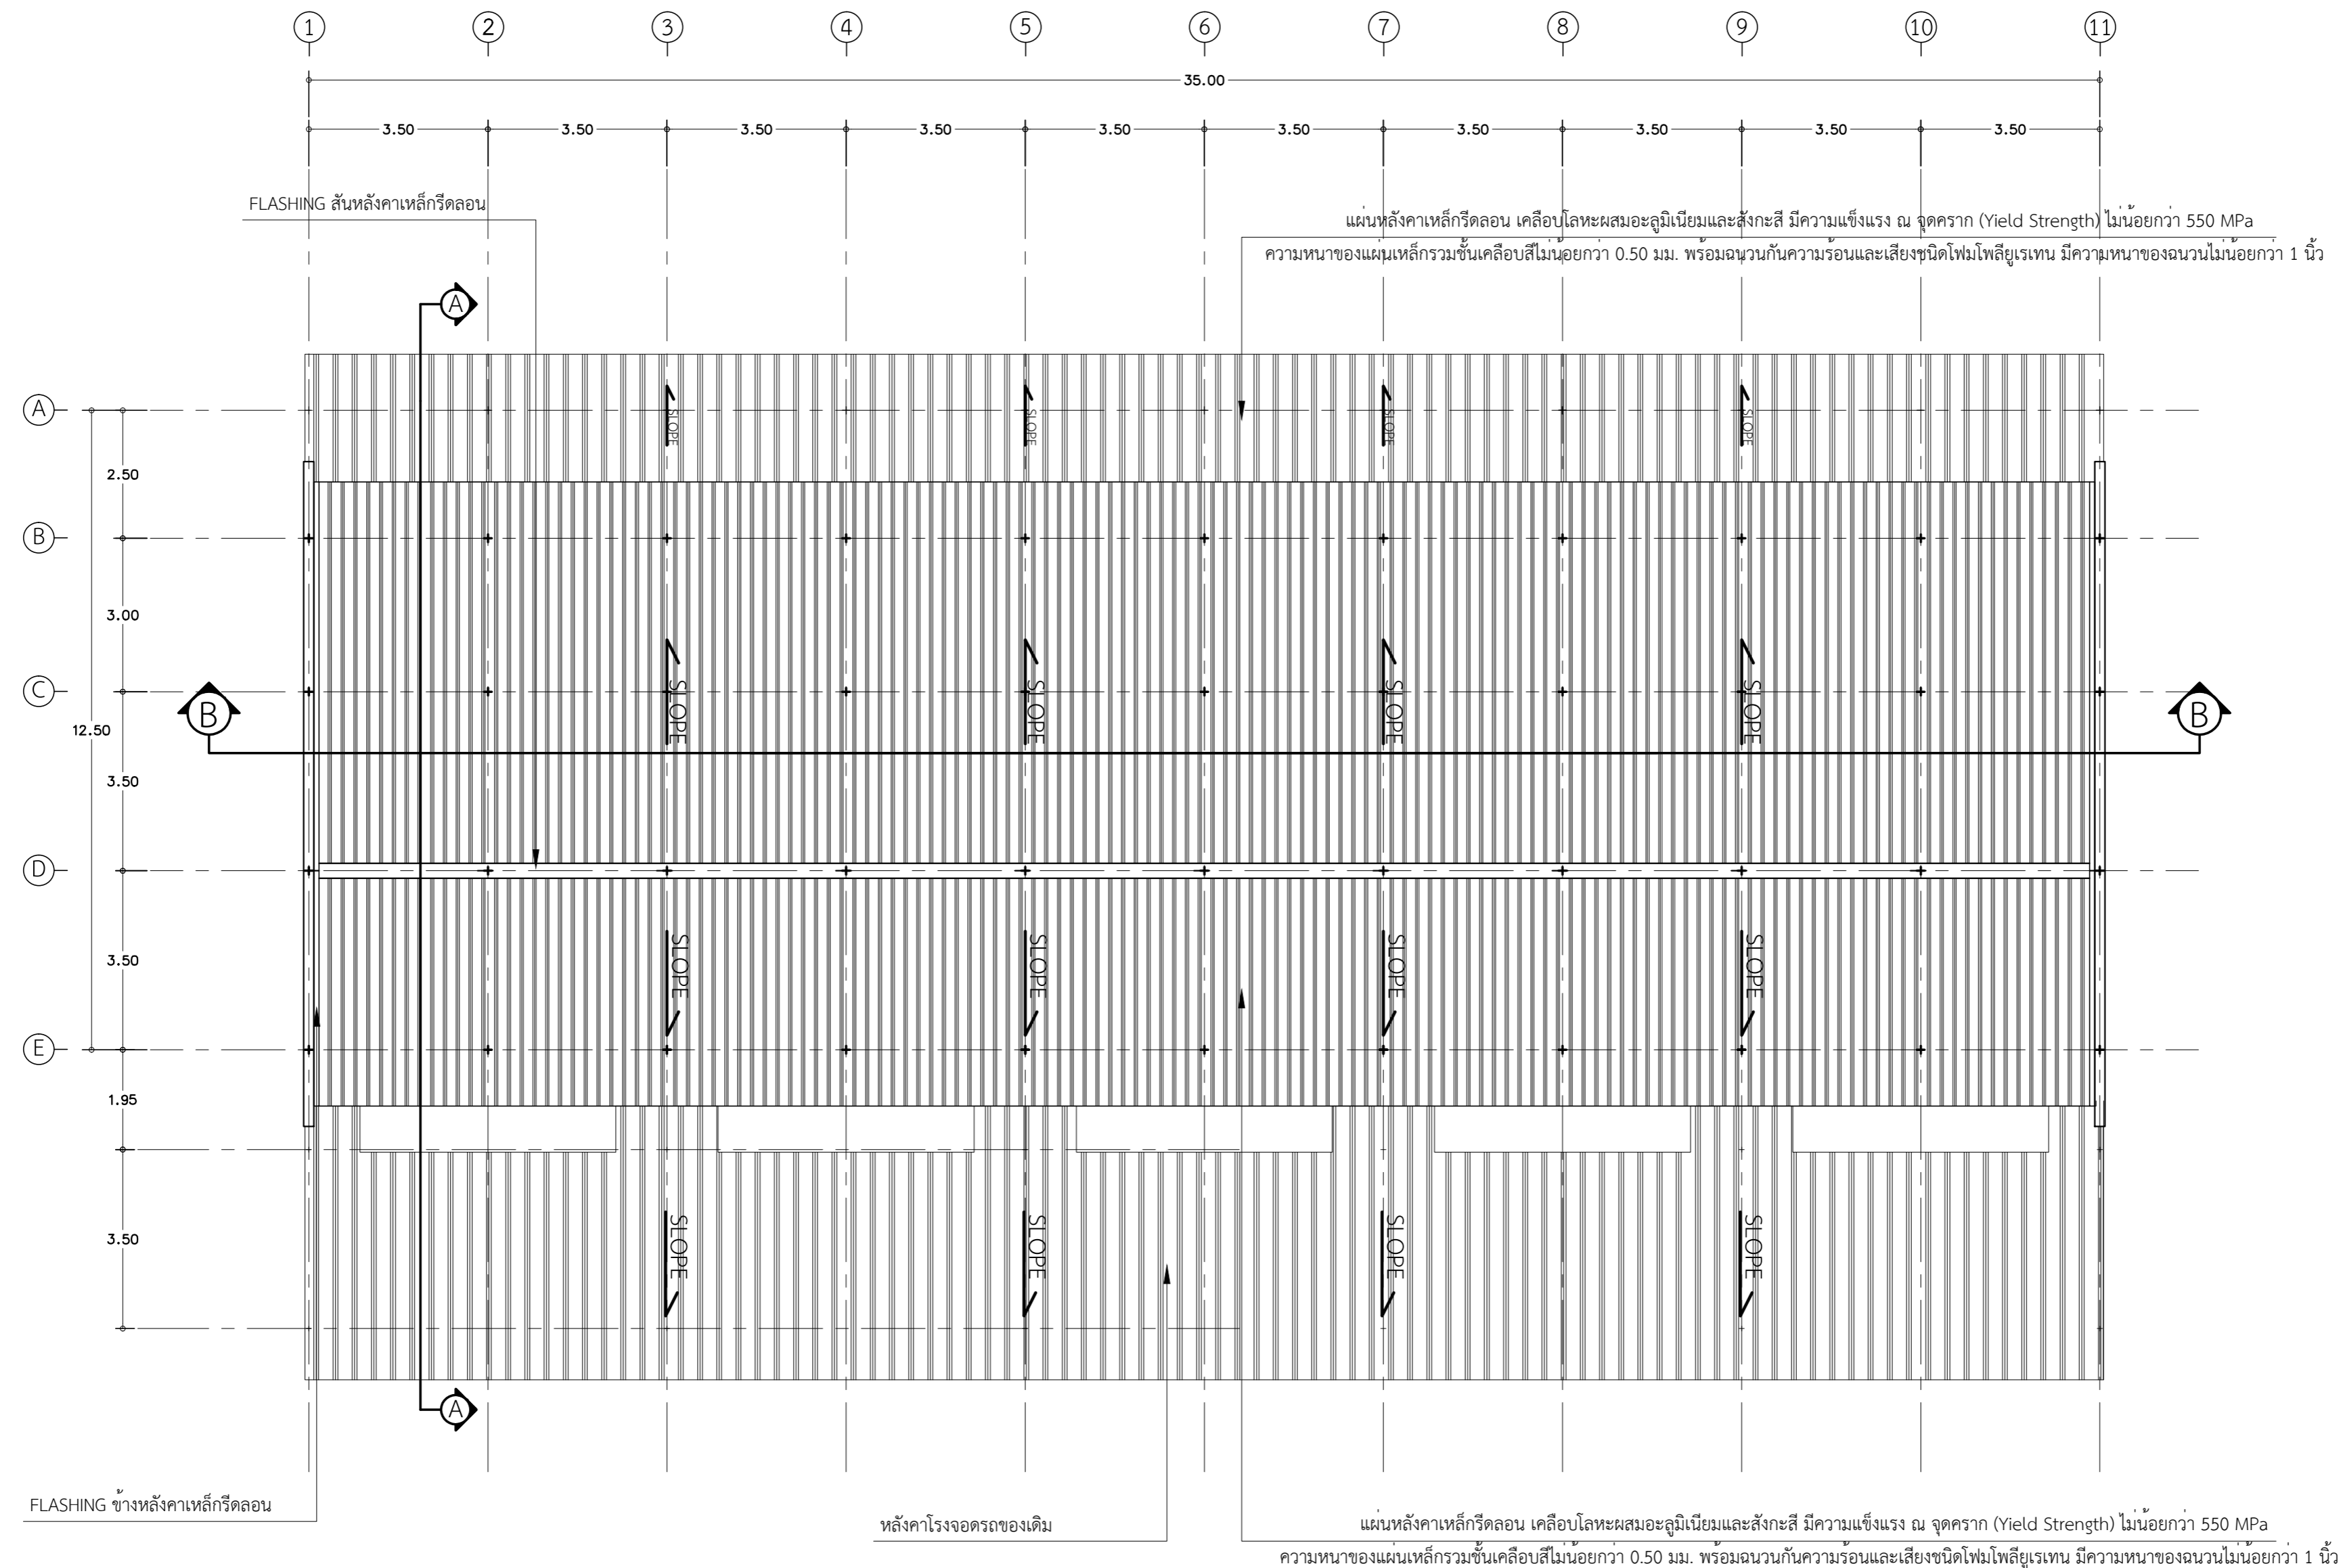 1 2 3 4 5 6 7 8 9 10 11
35.00
3.50 3.50 3.50 3.50 3.50 3.50 3.50 3.50 3.50 3.50
FLASHING สันหลังคาเหล็กรีดลอน
แผ่นหลังคาเหล็กรีดลอน เคลือบโลหะผสมอะลูมิเนียมและสังกะสี มีความแข็งแรง ณ จุดคราก (Yield Strength) ไม่น้อยกว่า 550 MPa
ความหนาของแผ่นเหล็กรวมชั้นเคลือบสีไม่น้อยกว่า 0.50 มม. พร้อมฉนวนกันความร้อนและเสียงชนิดโฟมโพลียูเรเทน มีความหนาของฉนวนไม่น้อยกว่า 1 นิ้ว
A
A
SLOPE SLOPE SLOPE SLOPE
2.50
B
3.00
C
SLOPE SLOPE SLOPE SLOPE
B B
12.50
3.50
D
3.50
SLOPE SLOPE SLOPE SLOPE
E
1.95
3.50
SLOPE SLOPE SLOPE SLOPE
A
FLASHING ข้างหลังคาเหล็กรีดลอน
หลังคาโรงจอดรถของเดิม
แผ่นหลังคาเหล็กรีดลอน เคลือบโลหะผสมอะลูมิเนียมและสังกะสี มีความแข็งแรง ณ จุดคราก (Yield Strength) ไม่น้อยกว่า 550 MPa
ความหนาของแผ่นเหล็กรวมชั้นเคลือบสีไม่น้อยกว่า 0.50 มม. พร้อมฉนวนกันความร้อนและเสียงชนิดโฟมโพลียูเรเทน มีความหนาของฉนวนไม่น้อยกว่า 1 นิ้ว